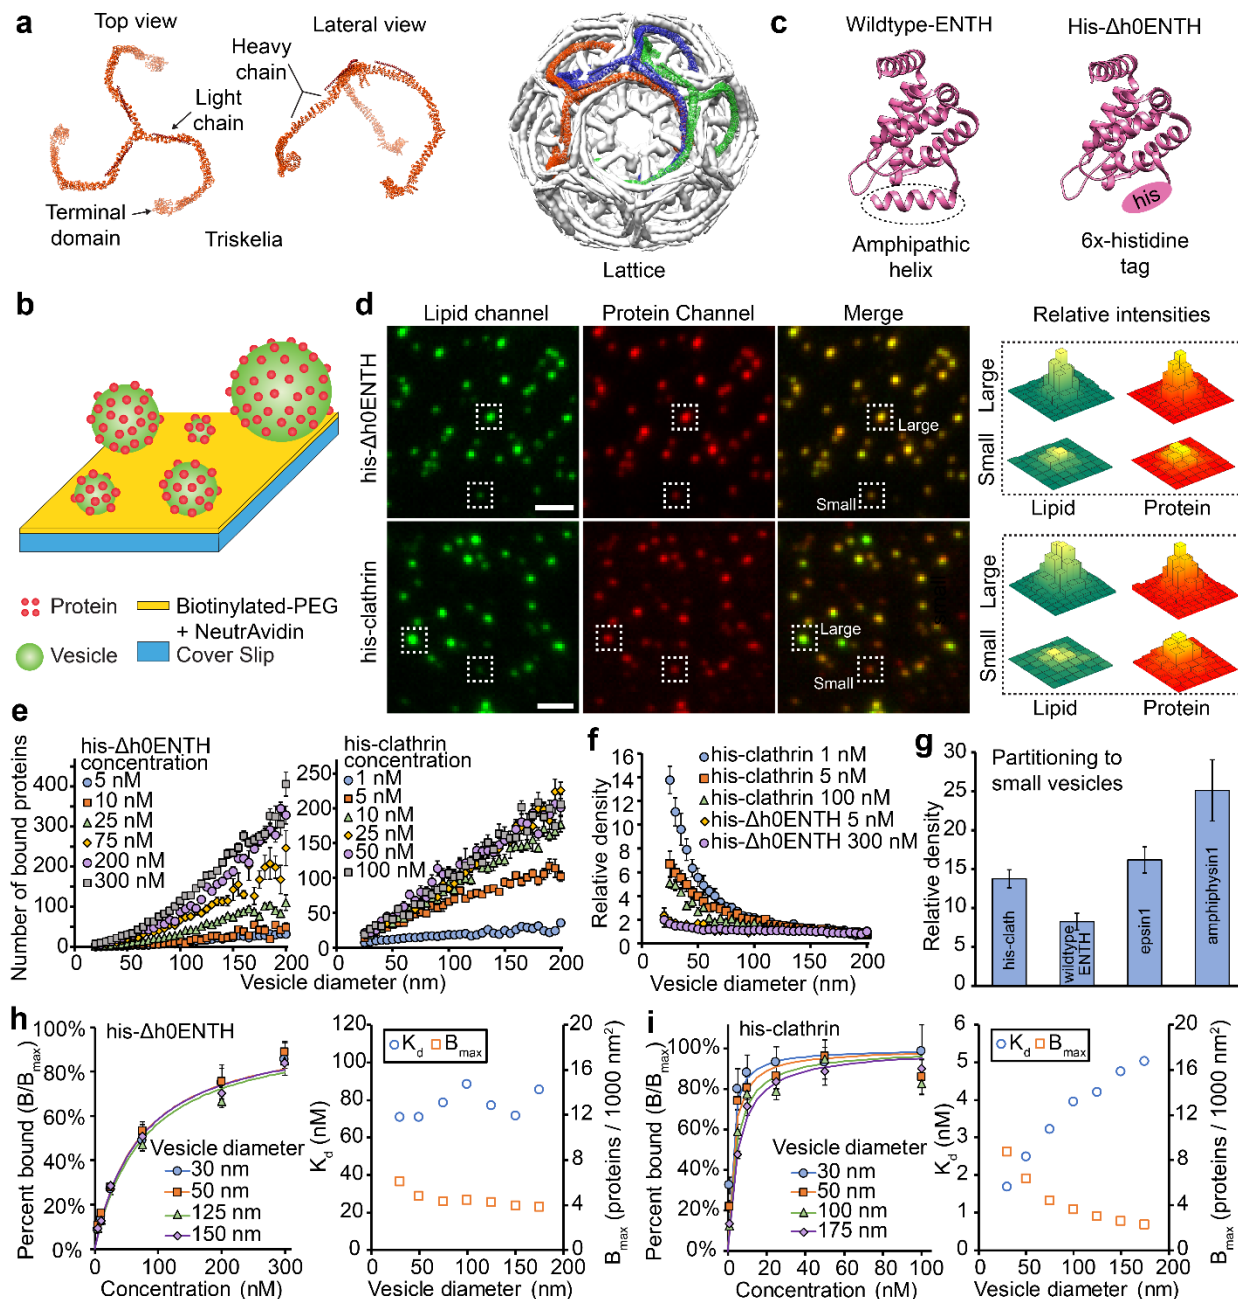 a
Top view
Lateral view
Heavy
chain
Light
chain
Terminal
domain
Triskelia
Lattice
c
Wildtype-ENTH
His-Δh0ENTH
his
Amphipathic
helix
6x-histidine
tag
b
Protein
Vesicle
Biotinylated-PEG
+ NeutrAvidin
Cover Slip
d
Lipid channel
Protein Channel
Merge
Relative intensities
his-Δh0ENTH
Large
Small
Large
Small
Lipid
Protein
his-clathrin
Large
Small
Large
Small
Lipid
Protein
e
Number of bound proteins
his-Δh0ENTH
concentration
5 nM
10 nM
25 nM
75 nM
200 nM
300 nM
400
300
200
100
0
0
50
100
150
200
his-clathrin
concentration
1 nM
5 nM
10 nM
25 nM
50 nM
100 nM
250
200
150
100
50
0
0
50
100
150
200
Vesicle diameter (nm)
f
Relative density
16
14
12
10
8
6
4
2
0
his-clathrin 1 nM
his-clathrin 5 nM
his-clathrin 100 nM
his-Δh0ENTH 5 nM
his-Δh0ENTH 300 nM
0
50
100
150
200
Vesicle diameter (nm)
g
Relative density
30
25
20
15
10
5
0
Partitioning to
small vesicles
his-clath
wildtype
ENTH
epsin1
amphiphysin1
h
Percent bound (B/Bmax)
100%
80%
60%
40%
20%
0%
his-Δh0ENTH
Vesicle diameter
30 nm
50 nm
125 nm
150 nm
0
100
200
300
Concentration (nM)
Kd (nM)
120
100
80
60
40
20
0
Kd
Bmax
20
16
12
8
4
0
Bmax (proteins / 1000 nm2)
0
50
100
150
200
Vesicle diameter (nm)
i
Percent bound (B/Bmax)
100%
80%
60%
40%
20%
0%
his-clathrin
Vesicle diameter
30 nm
50 nm
100 nm
175 nm
0
20
40
60
80
100
Concentration (nM)
Kd (nM)
6
5
4
3
2
1
0
Kd
Bmax
20
16
12
8
4
0
Bmax (proteins / 1000 nm2)
0
50
100
150
200
Vesicle diameter (nm)